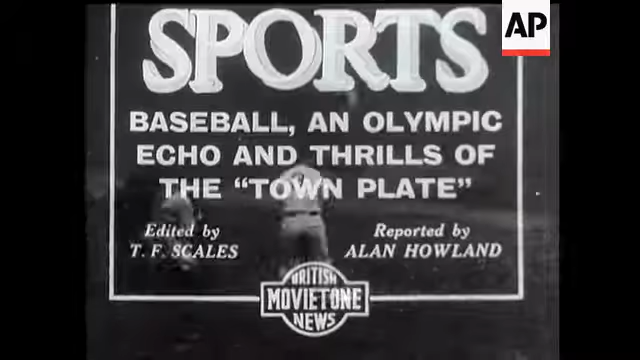 AP
SPORTS
BASEBALL, AN OLYMPIC
ECHO AND THRILLS OF
THE "TOWN PLATE"
Edited by
T. F. SCALES
Reported by
ALAN HOWLAND
BRITISH
MOVIETONE
NEWS